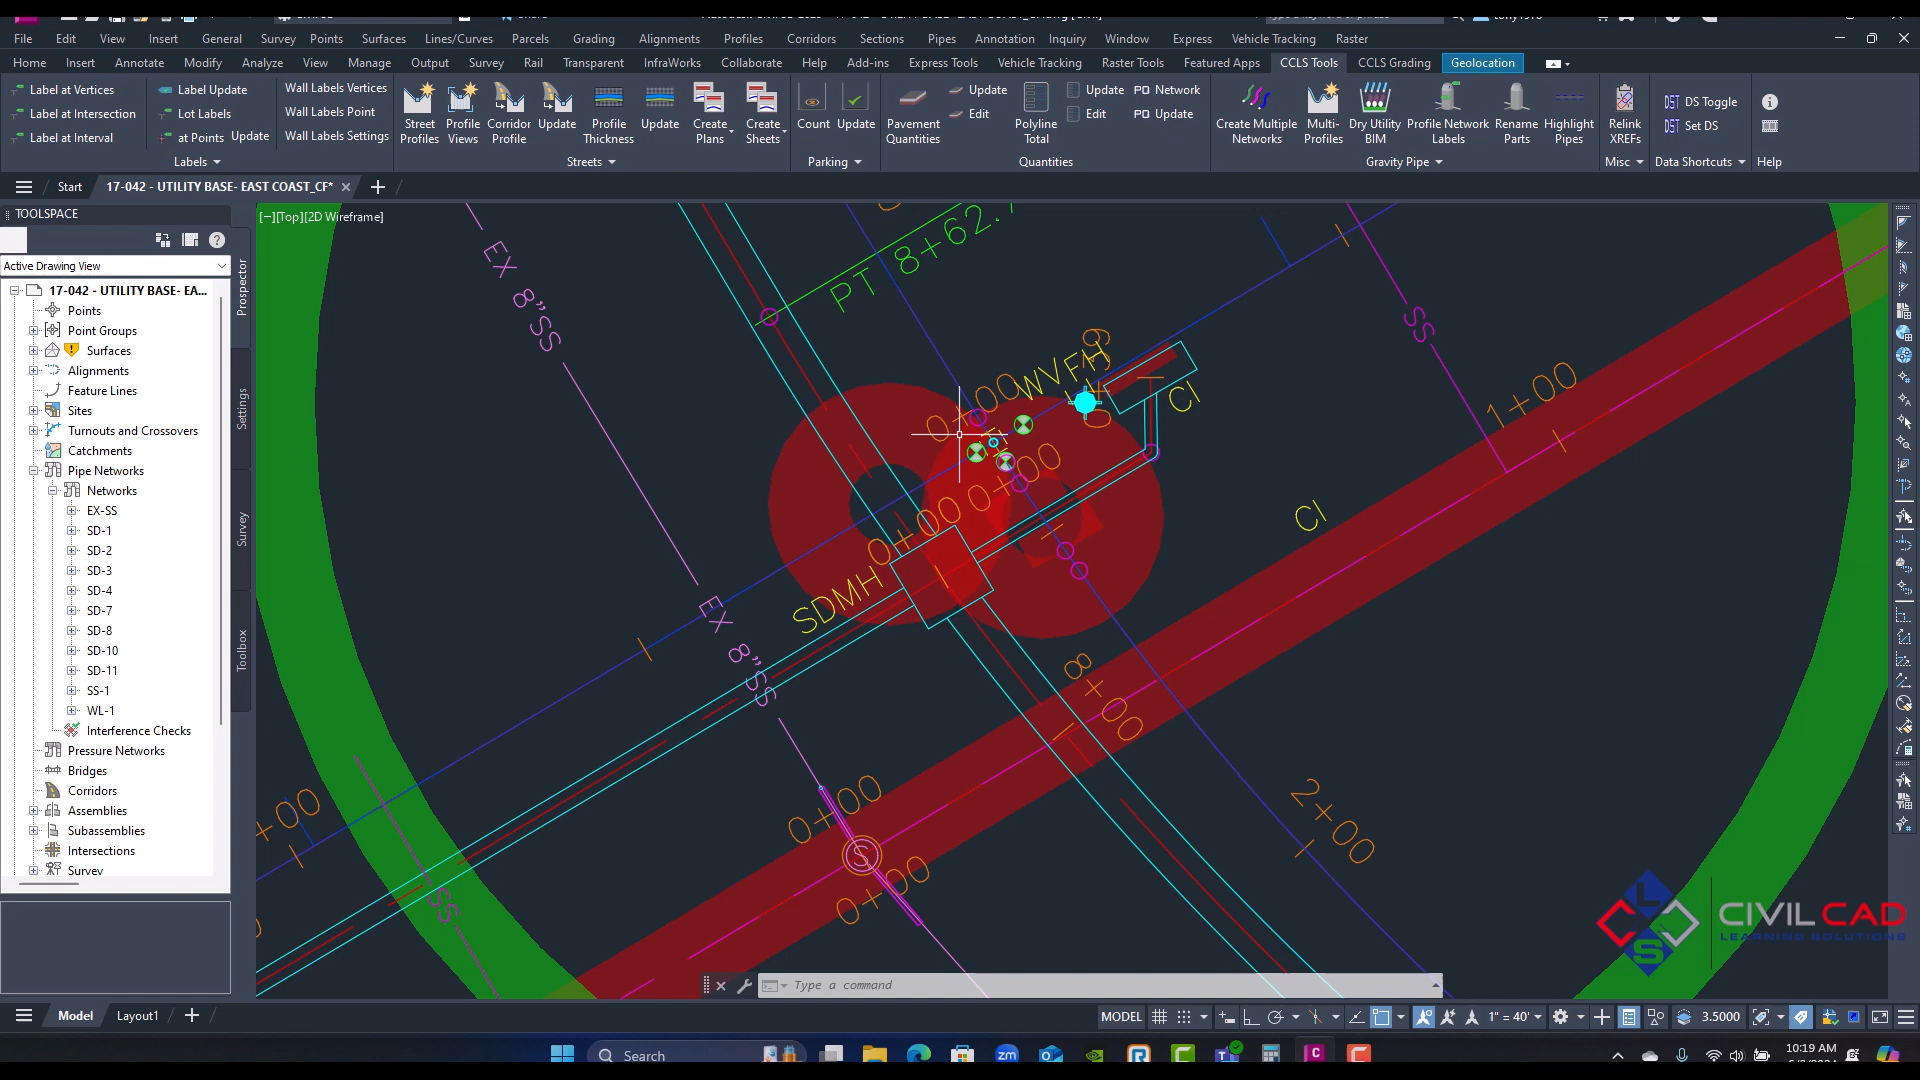 File Edit View Insert General Survey Points Surfaces Lines/Curves Parcels Grading Alignments Profiles Corridors Sections Pipes Annotation Inquiry Window Express Vehicle Tracking Raster
Home Insert Annotate Modify Analyze View Manage Output Survey Rail Transparent InfraWorks Collaborate Help Add-ins Express Tools Vehicle Tracking Raster Tools Featured Apps CCLS Tools CCLS Grading Geolocation
Label at Vertices
Label at Intersection
Label at Interval
Label Update
Lot Labels
at Points Update
Wall Labels Vertices
Wall Labels Point
Wall Labels Settings
Labels
Street Profiles
Profile Views
Corridor Profile
Update
Profile Thickness
Update
Create Plans
Create Sheets
Streets
Count
Update
Parking
Pavement Quantities
Update
Edit
Polyline Total
Update
Edit
Network
Update
Quantities
Create Multiple Networks
Multi-Profiles
Dry Utility BIM
Profile Network Labels
Rename Parts
Highlight Pipes
Gravity Pipe
Relink XREFs
Misc
DS Toggle
Set DS
Data Shortcuts
Help
Start
17-042 - UTILITY BASE- EAST COAST_CF*
TOOLSPACE
Active Drawing View
17-042 - UTILITY BASE- EA...
Points
Point Groups
Surfaces
Alignments
Feature Lines
Sites
Turnouts and Crossovers
Catchments
Pipe Networks
Networks
EX-SS
SD-1
SD-2
SD-3
SD-4
SD-7
SD-8
SD-10
SD-11
SS-1
WL-1
Interference Checks
Pressure Networks
Bridges
Corridors
Assemblies
Subassemblies
Intersections
Survey
Prospector
Settings
Survey
Toolbox
[−][Top][2D Wireframe]
EX 8"SS
PT 8+62.
SS
WVFH
CI
1+00
0+00
0+00
0+00
CI
SDMH
EX 8"SS
8+00
0+00
S
0+00
2+00
+00
SS
CIVIL CAD
LEARNING SOLUTIONS
L
S
Type a command
Model Layout1
MODEL 1" = 40' 3.5000
Search
zm
10:19 AM